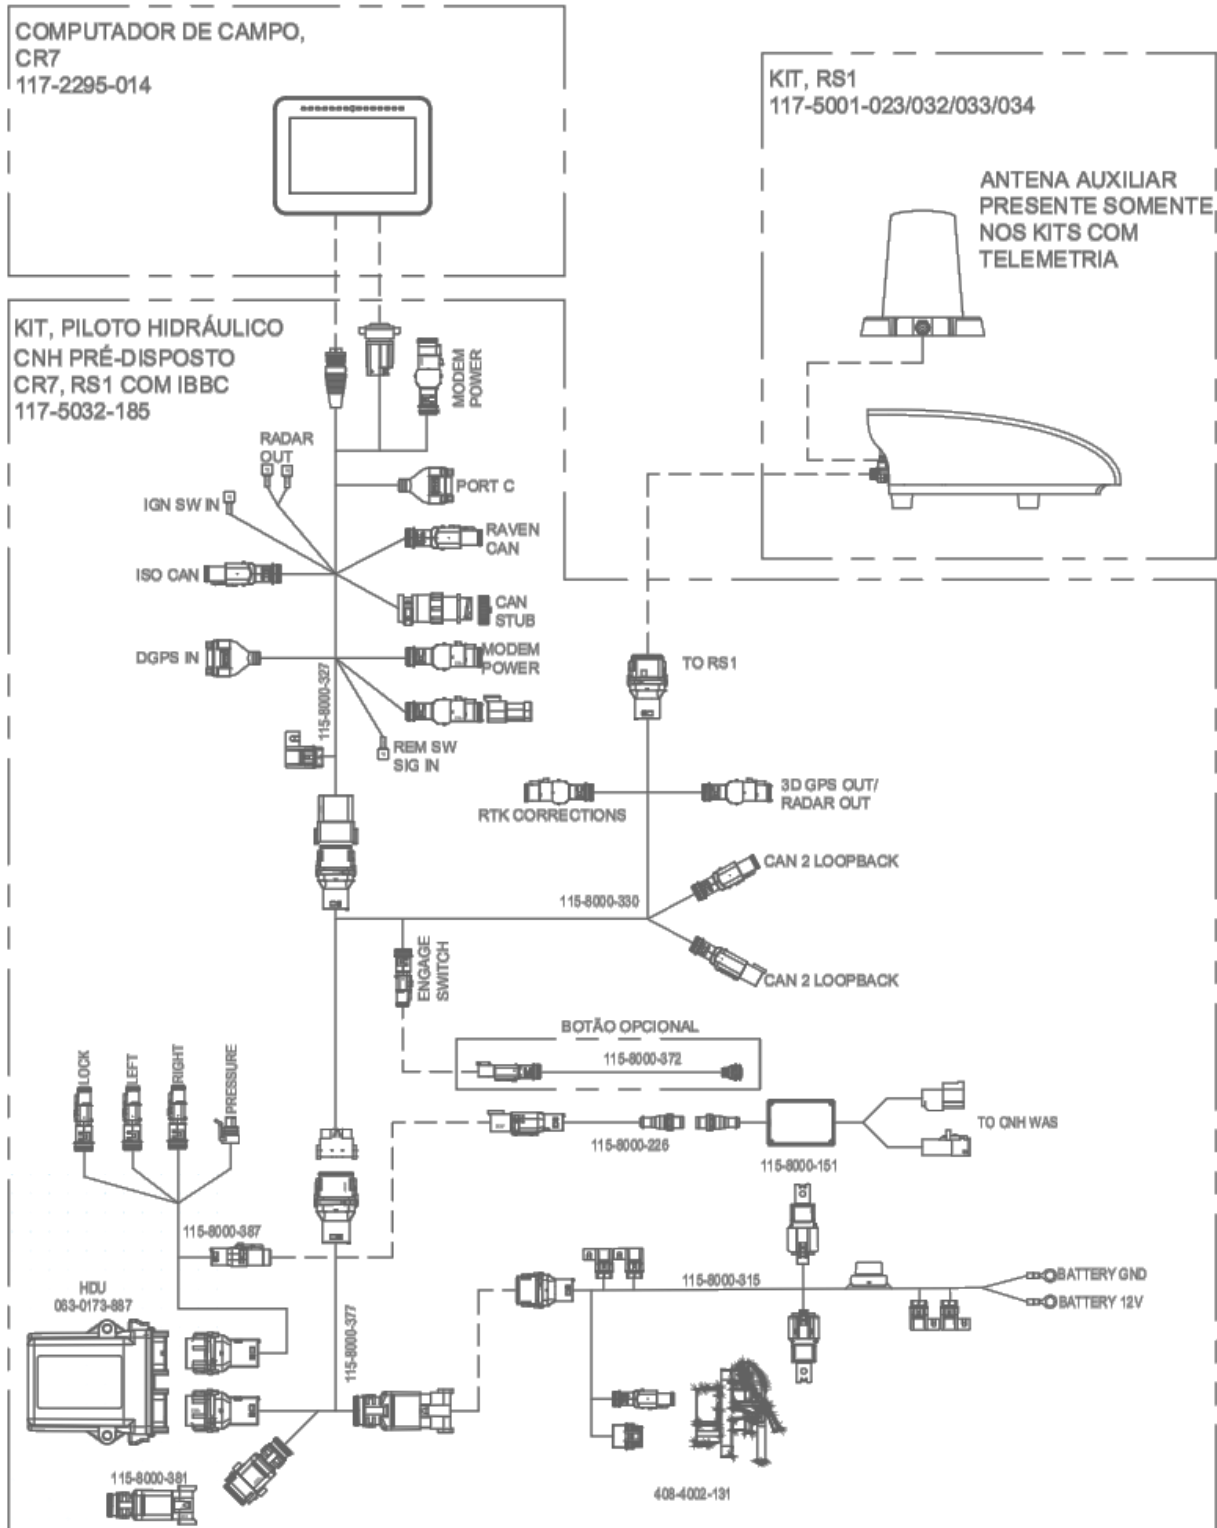 COMPUTADOR DE CAMPO,
CR7
117-2295-014
KIT, RS1
117-5001-023/032/033/034
ANTENA AUXILIAR
PRESENTE SOMENTE
NOS KITS COM
TELEMETRIA
KIT, PILOTO HIDRÁULICO
CNH PRÉ-DISPOSTO
CR7, RS1 COM IBBC
117-5032-185
MODEM
POWER
RADAR
OUT
IGN SW IN
PORT C
RAVEN
CAN
ISO CAN
CAN
STUB
DGPS IN
MODEM
POWER
115-8000-327
REM SW
SIG IN
TO RS1
RTK CORRECTIONS
3D GPS OUT/
RADAR OUT
CAN 2 LOOPBACK
115-8000-330
CAN 2 LOOPBACK
ENGAGE
SWITCH
BOTÃO OPCIONAL
115-8000-372
LOCK
LEFT
RIGHT
PRESSURE
115-8000-226
115-8000-151
TO CNH WAS
115-8000-387
HDU
063-0173-887
115-8000-377
115-8000-315
BATTERY GND
BATTERY 12V
115-8000-381
408-4002-131